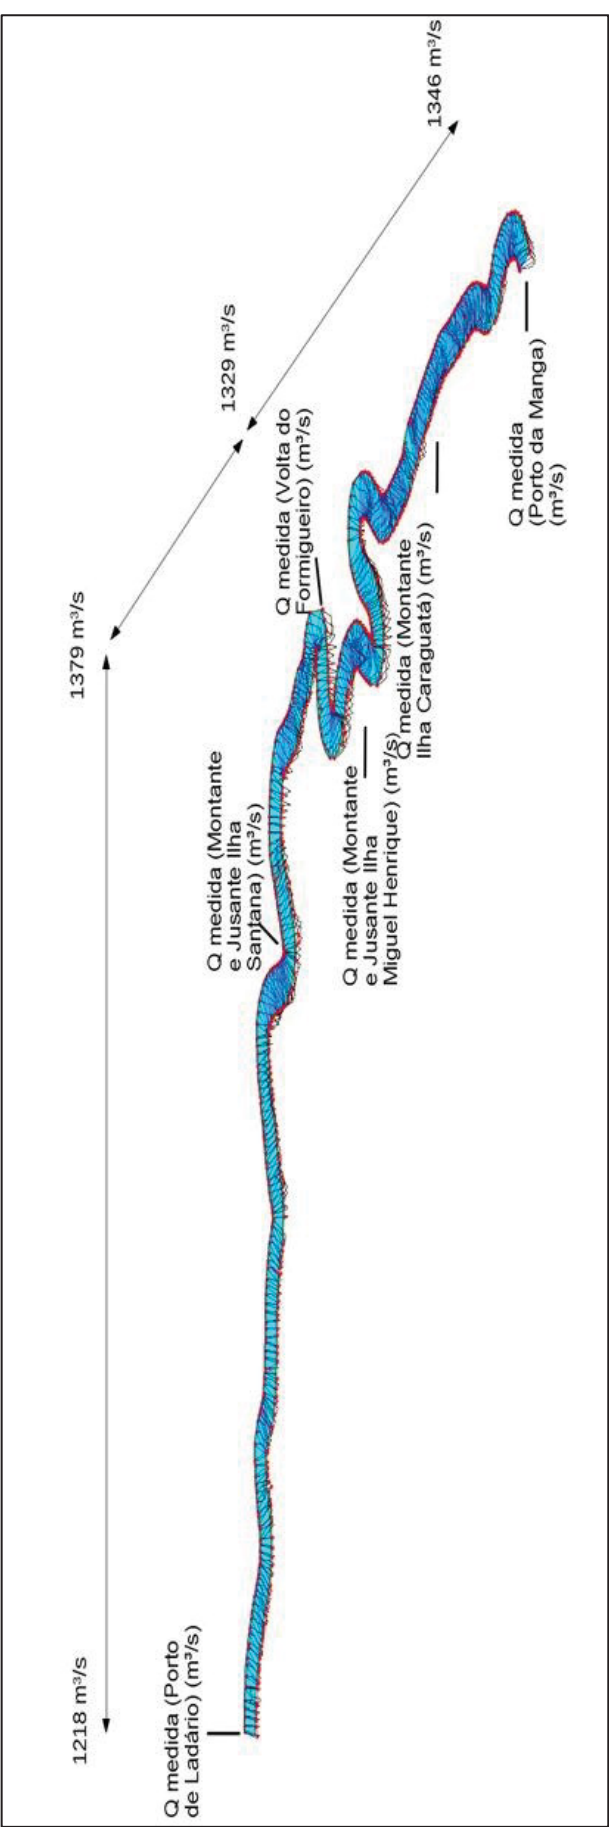 1218 m³/s
1379 m³/s
1329 m³/s
1346 m³/s
Q medida (Porto
de Ladário) (m³/s)
Q medida (Montante
e Jusante Ilha
Santana) (m³/s)
Q medida (Volta do
Formigueiro) (m³/s)
Q medida (Montante
e Jusante Ilha
Miguel Henrique) (m³/s)
Q medida (Montante
Ilha Caraguatá) (m³/s)
Q medida
(Porto da Manga)
(m³/s)